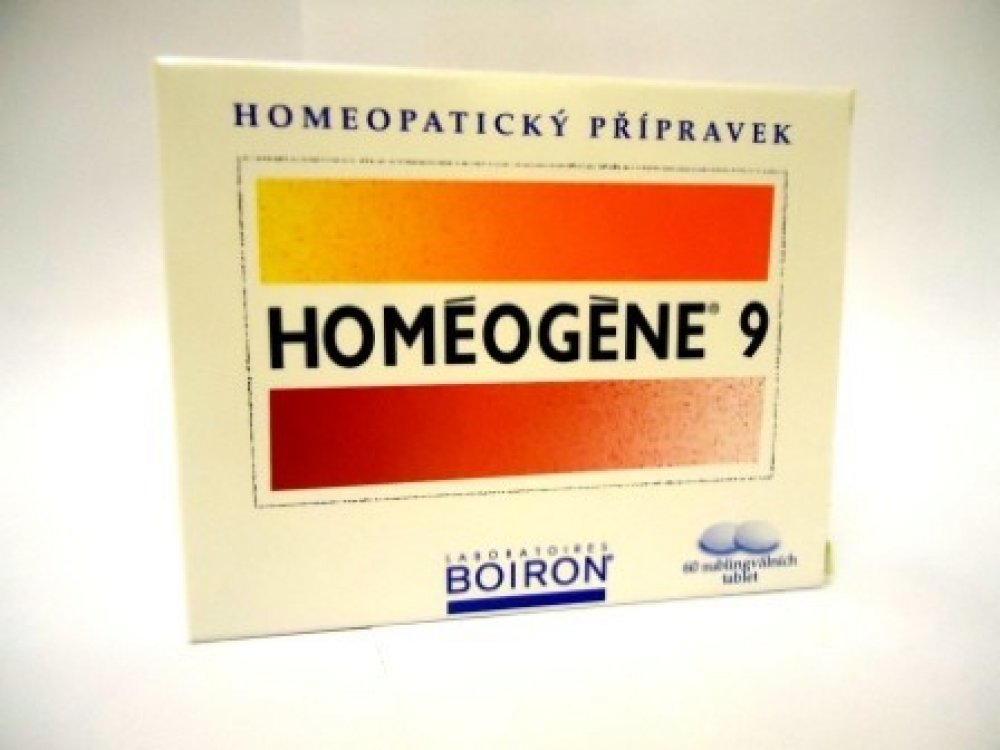 HOMEOPATICKÝ PŘÍPRAVEK
HOMÉOGÈNE® 9
LABORATOIRES
BOIRON®
60 sublingválních
tablet